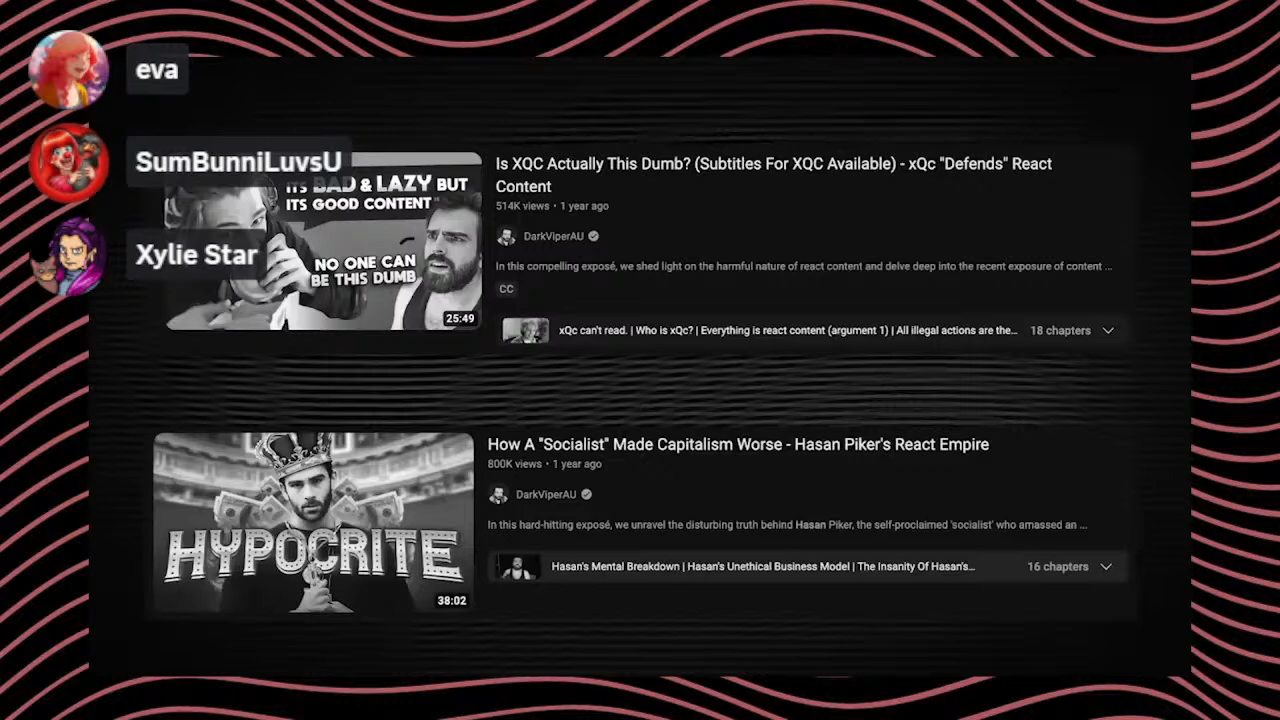 eva
SumBunniLuvsU
Xylie Star
IT'S BAD & LAZY BUT
ITS GOOD CONTENT"
NO ONE CAN
BE THIS DUMB
25:49
Is XQC Actually This Dumb? (Subtitles For XQC Available) - xQc "Defends" React
Content
514K views • 1 year ago
DarkViperAU
In this compelling exposé, we shed light on the harmful nature of react content and delve deep into the recent exposure of content ...
CC
xQc can't read. | Who is xQc? | Everything is react content (argument 1) | All illegal actions are the...
18 chapters
HYPOCRITE
38:02
How A "Socialist" Made Capitalism Worse - Hasan Piker's React Empire
800K views • 1 year ago
DarkViperAU
In this hard-hitting exposé, we unravel the disturbing truth behind Hasan Piker, the self-proclaimed 'socialist' who amassed an ...
Hasan's Mental Breakdown | Hasan's Unethical Business Model | The Insanity Of Hasan's...
16 chapters